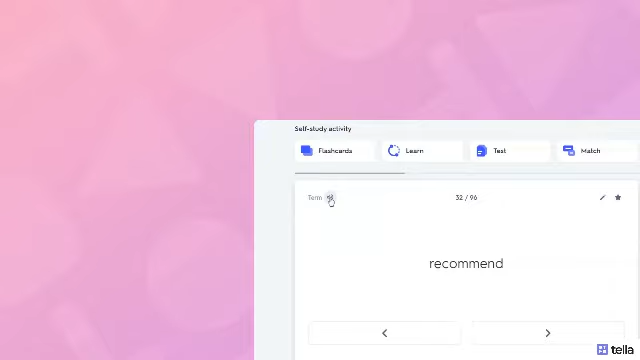 Self-study activity
Flashcards
Learn
Test
Match
Term
32 / 96
recommend
tella